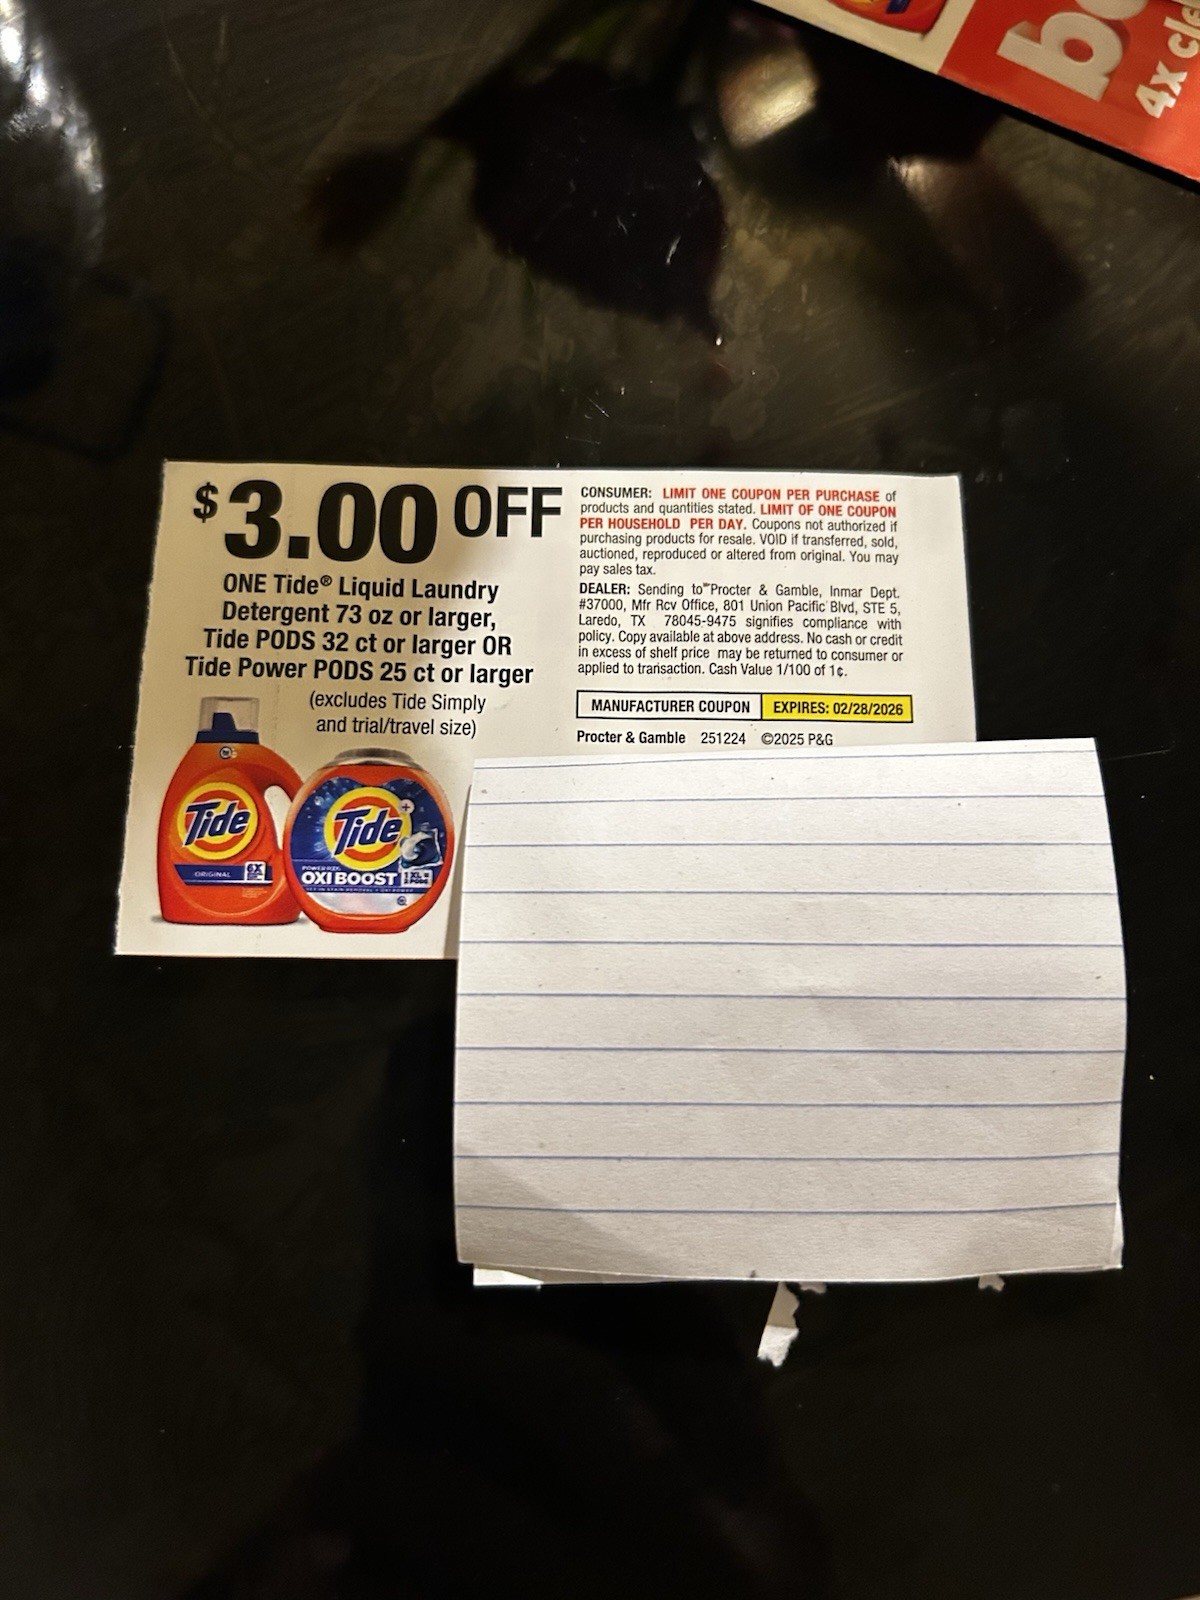 bo
4x cle
$3.00 OFF
ONE Tide® Liquid Laundry
Detergent 73 oz or larger,
Tide PODS 32 ct or larger OR
Tide Power PODS 25 ct or larger
(excludes Tide Simply
and trial/travel size)
Tide
ORIGINAL
6X
Tide
+
POWER PODS
OXI BOOST
CONSUMER: LIMIT ONE COUPON PER PURCHASE of
products and quantities stated. LIMIT OF ONE COUPON
PER HOUSEHOLD PER DAY. Coupons not authorized if
purchasing products for resale. VOID if transferred, sold,
auctioned, reproduced or altered from original. You may
pay sales tax.
DEALER: Sending to Procter & Gamble, Inmar Dept.
#37000, Mfr Rcv Office, 801 Union Pacific Blvd, STE 5,
Laredo, TX 78045-9475 signifies compliance with
policy. Copy available at above address. No cash or credit
in excess of shelf price may be returned to consumer or
applied to transaction. Cash Value 1/100 of 1¢.
MANUFACTURER COUPON EXPIRES: 02/28/2026
Procter & Gamble 251224 ©2025 P&G